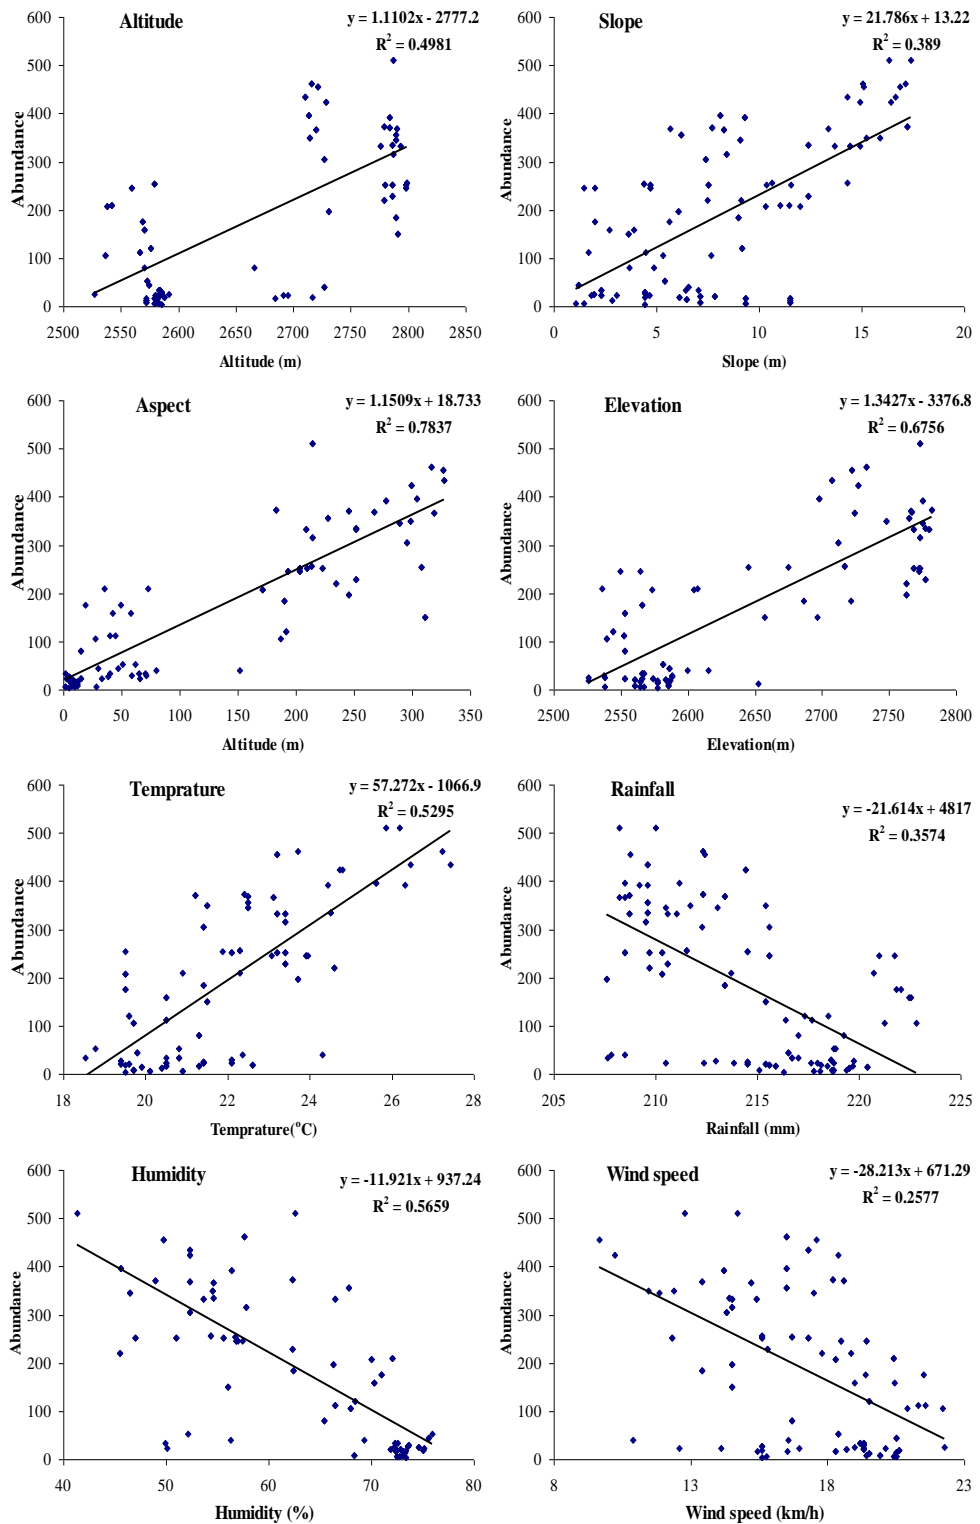 Altitude
y = 1.1102x - 2777.2
R² = 0.4981
600
500
400
300
200
100
0
Abundance
2500 2550 2600 2650 2700 2750 2800 2850
Altitude (m)
Slope
y = 21.786x + 13.22
R² = 0.389
600
500
400
300
200
100
0
Abundance
0 5 10 15 20
Slope (m)
Aspect
y = 1.1509x + 18.733
R² = 0.7837
600
500
400
300
200
100
0
Abundance
0 50 100 150 200 250 300 350
Altitude (m)
Elevation
y = 1.3427x - 3376.8
R² = 0.6756
600
500
400
300
200
100
0
Abundance
2500 2550 2600 2650 2700 2750 2800
Elevation(m)
Temprature
y = 57.272x - 1066.9
R² = 0.5295
600
500
400
300
200
100
0
Abundance
18 20 22 24 26 28
Temprature(°C)
Rainfall
y = -21.614x + 4817
R² = 0.3574
600
500
400
300
200
100
0
Abundance
205 210 215 220 225
Rainfall (mm)
Humidity
y = -11.921x + 937.24
R² = 0.5659
600
500
400
300
200
100
0
Abundance
40 50 60 70 80
Humidity (%)
Wind speed
y = -28.213x + 671.29
R² = 0.2577
600
500
400
300
200
100
0
Abundance
8 13 18 23
Wind speed (km/h)